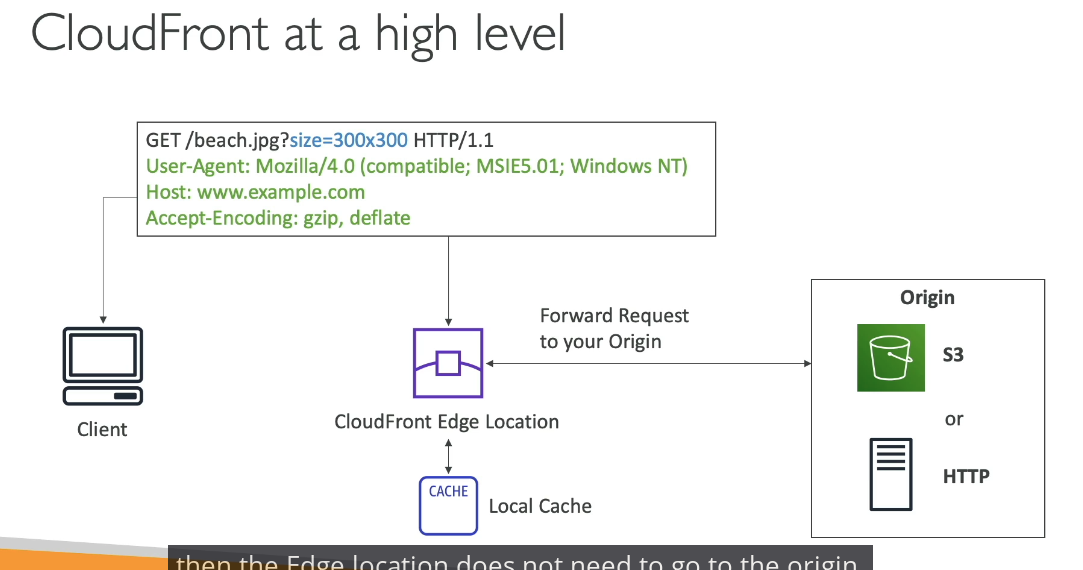 CloudFront at a high level
GET /beach.jpg?size=300x300 HTTP/1.1
User-Agent: Mozilla/4.0 (compatible; MSIE5.01; Windows NT)
Host: www.example.com
Accept-Encoding: gzip, deflate
Forward Request
to your Origin
Origin
S3
or
HTTP
Client
CloudFront Edge Location
CACHE
Local Cache
then the Edge location does not need to go to the origin